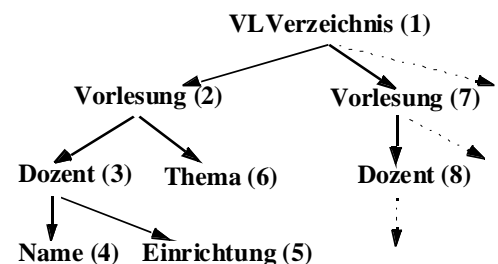 VLVerzeichnis (1)
Vorlesung (2)
Vorlesung (7)
Dozent (3)
Thema (6)
Dozent (8)
Name (4)
Einrichtung (5)